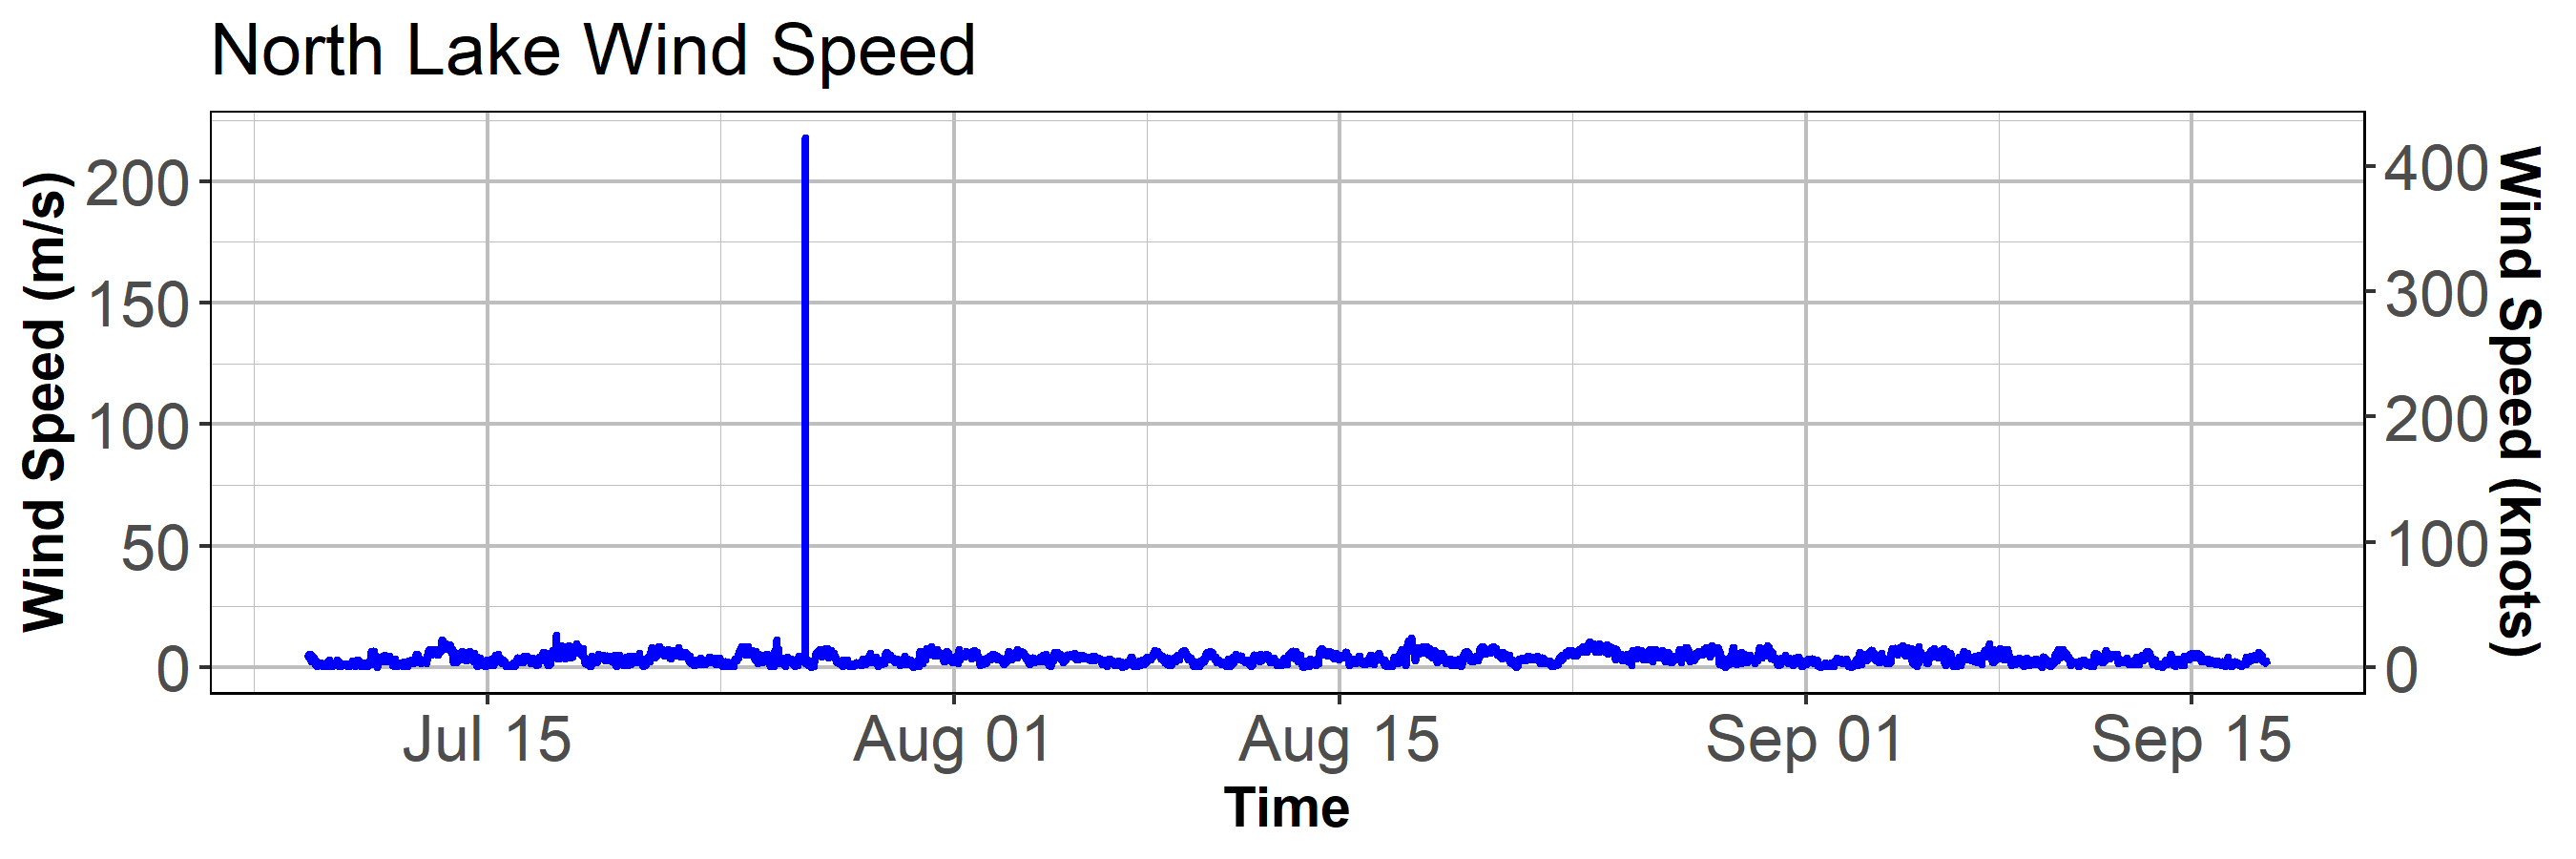 North Lake Wind Speed
Wind Speed (m/s)
200
150
100
50
0
400
300
200
100
0
Wind Speed (knots)
Jul 15 Aug 01 Aug 15 Sep 01 Sep 15
Time